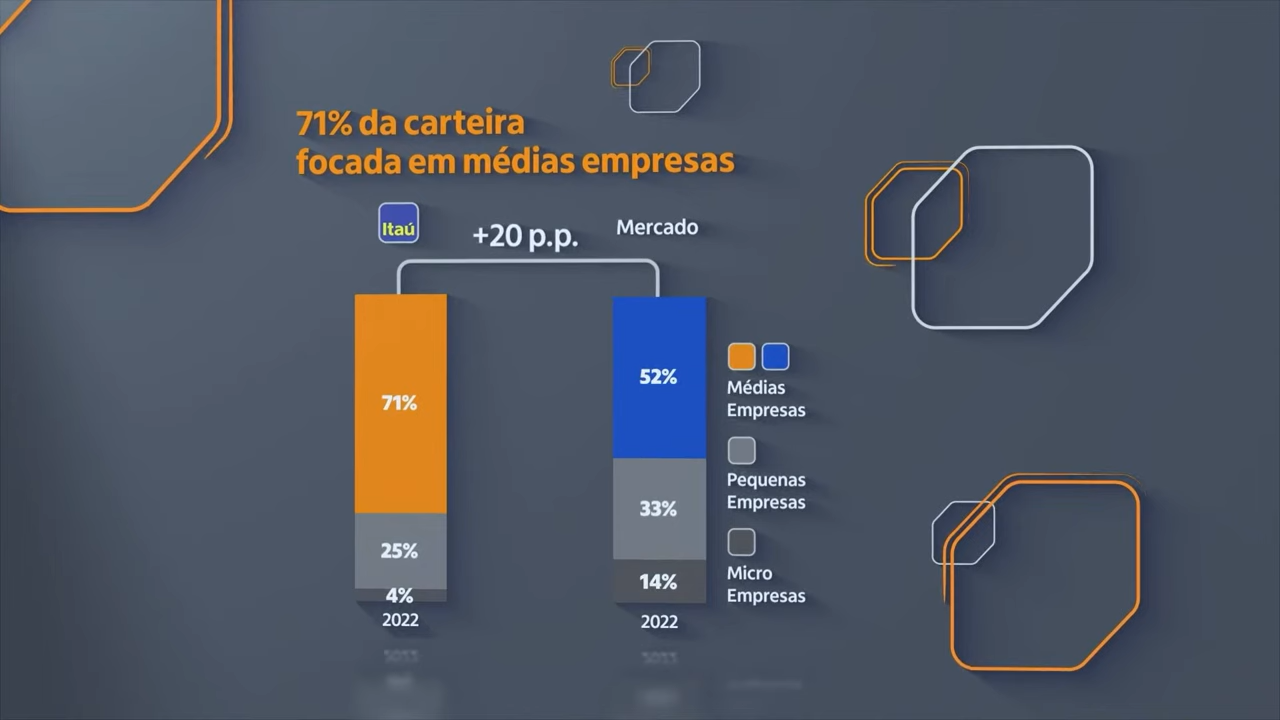 71% da carteira
focada em médias empresas
Itaú
+20 p.p.
Mercado
71%
25%
4%
2022
52%
33%
14%
2022
Médias
Empresas
Pequenas
Empresas
Micro
Empresas